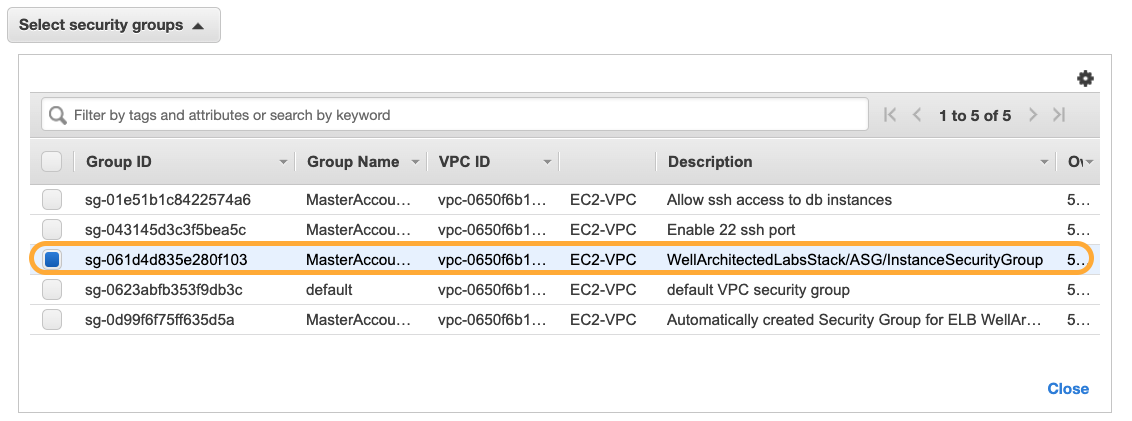 Select security groups
Filter by tags and attributes or search by keyword 1 to 5 of 5
Group ID Group Name VPC ID Description Ov
sg-01e51b1c8422574a6 MasterAccou... vpc-0650f6b1... EC2-VPC Allow ssh access to db instances 5...
sg-043145d3c3f5bea5c MasterAccou... vpc-0650f6b1... EC2-VPC Enable 22 ssh port 5...
sg-061d4d835e280f103 MasterAccou... vpc-0650f6b1... EC2-VPC WellArchitectedLabsStack/ASG/InstanceSecurityGroup 5...
sg-0623abfb353f9db3c default vpc-0650f6b1... EC2-VPC default VPC security group 5...
sg-0d99f6f75ff635d5a MasterAccou... vpc-0650f6b1... EC2-VPC Automatically created Security Group for ELB WellAr... 5...
Close